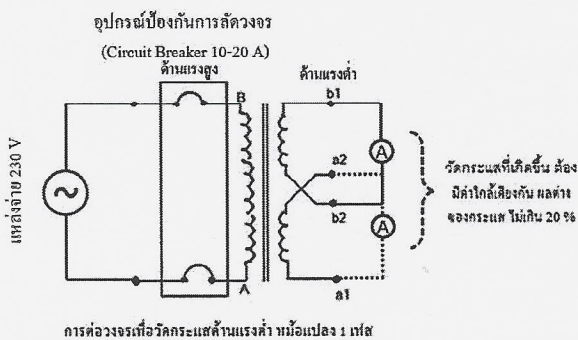 อุปกรณ์ป้องกันการลัดวงจร
(Circuit Breaker 10-20 A)
ด้านแรงสูง
ด้านแรงต่ำ
b1
B
A
a2
b2
A
A
a1
แหล่งจ่าย 230 V
วัดกระแสที่เกิดขึ้น ต้อง
มีค่าใกล้เคียงกัน ผลต่าง
ของกระแส ไม่เกิน 20 %
การต่อวงจรเพื่อวัดกระแสด้านแรงต่ำ หม้อแปลง 1 เฟส